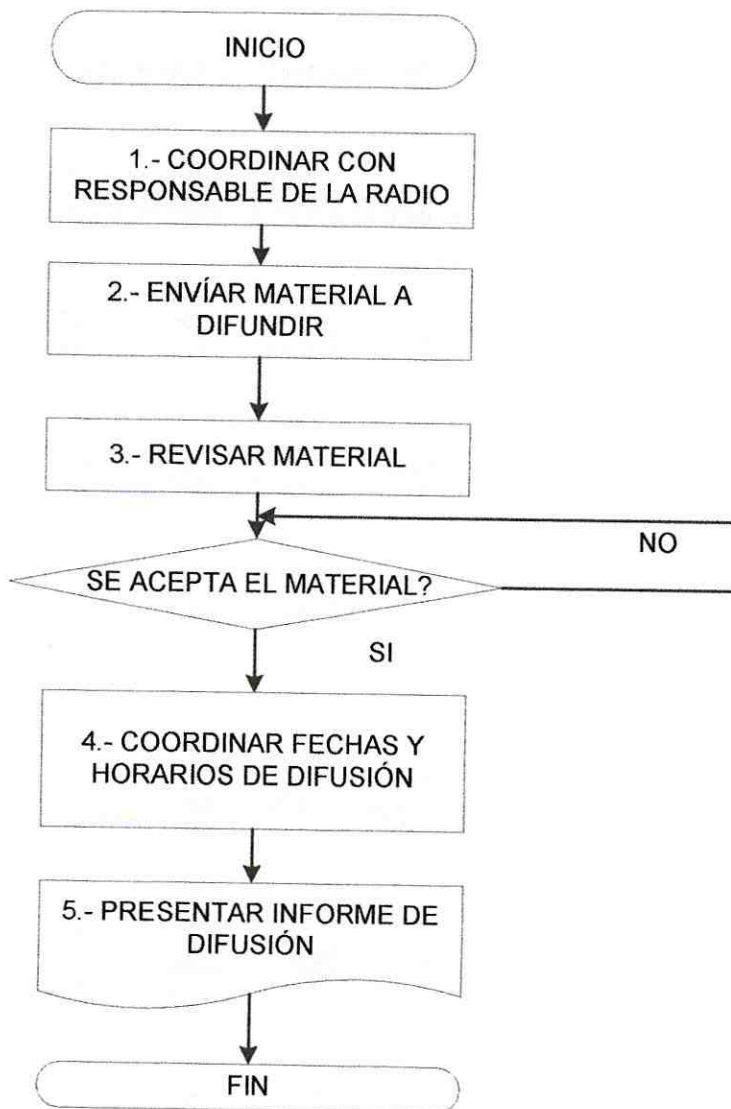 INICIO
1.- COORDINAR CON
RESPONSABLE DE LA RADIO
2.- ENVÍAR MATERIAL A
DIFUNDIR
3.- REVISAR MATERIAL
NO
SE ACEPTA EL MATERIAL?
SI
4.- COORDINAR FECHAS Y
HORARIOS DE DIFUSIÓN
5.- PRESENTAR INFORME DE
DIFUSIÓN
FIN